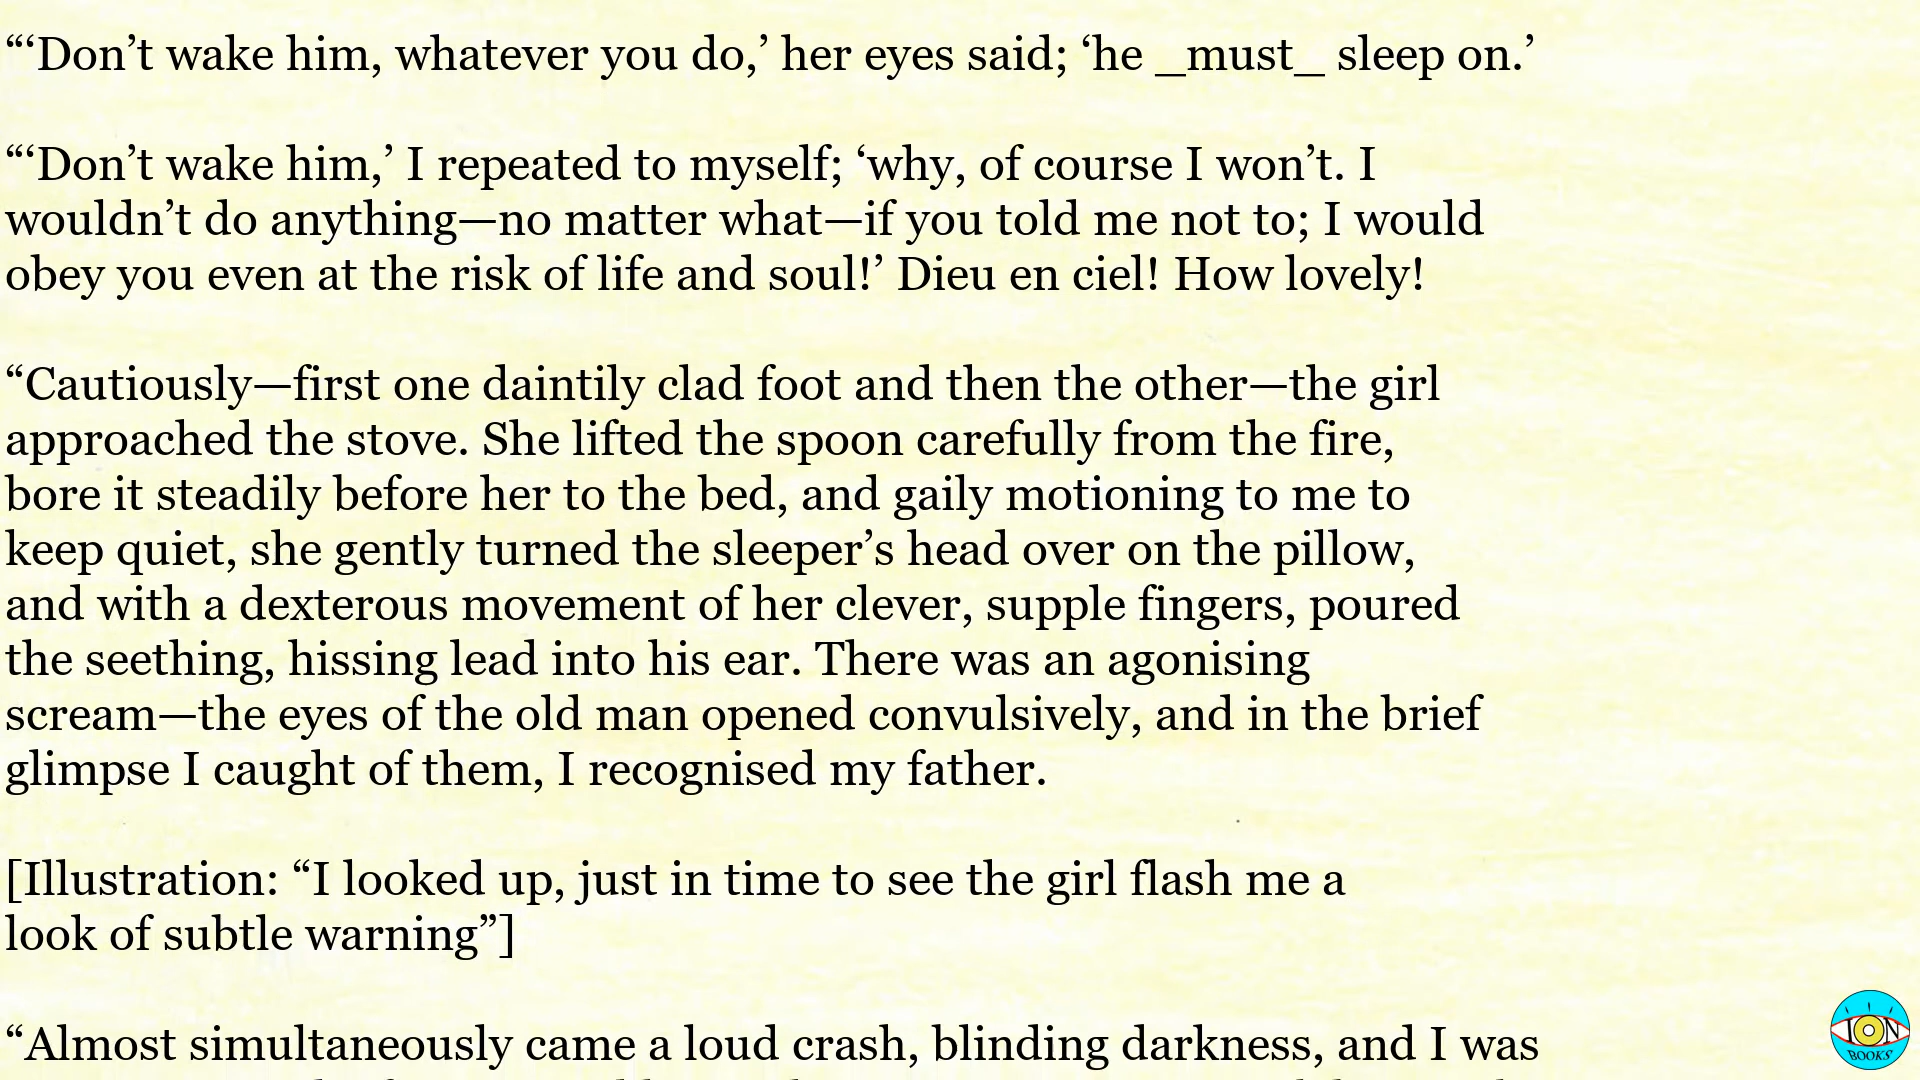 “‘Don’t wake him, whatever you do,’ her eyes said; ‘he _must_ sleep on.’
“‘Don’t wake him,’ I repeated to myself; ‘why, of course I won’t. I
wouldn’t do anything—no matter what—if you told me not to; I would
obey you even at the risk of life and soul!’ Dieu en ciel! How lovely!
“Cautiously—first one daintily clad foot and then the other—the girl
approached the stove. She lifted the spoon carefully from the fire,
bore it steadily before her to the bed, and gaily motioning to me to
keep quiet, she gently turned the sleeper’s head over on the pillow,
and with a dexterous movement of her clever, supple fingers, poured
the seething, hissing lead into his ear. There was an agonising
scream—the eyes of the old man opened convulsively, and in the brief
glimpse I caught of them, I recognised my father.
[Illustration: “I looked up, just in time to see the girl flash me a
look of subtle warning”]
“Almost simultaneously came a loud crash, blinding darkness, and I was
ION
BOOKS